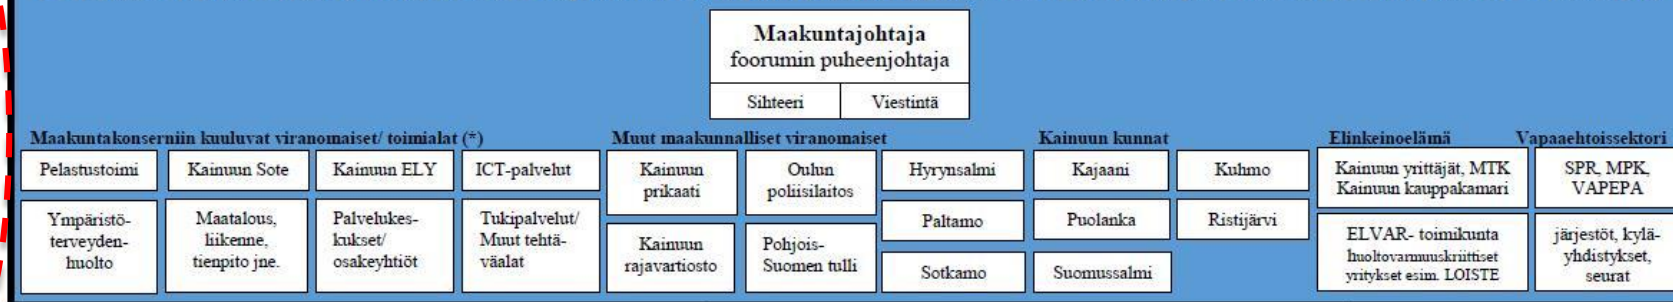 Maakuntajohtaja
foorumin puheenjohtaja
Sihteeri
Viestintä
Maakuntakonserniin kuuluvat viranomaiset/ toimialat (*)
Pelastustoimi
Kainuun Sote
Kainuun ELY
ICT-palvelut
Ympäristö-
terveyden-
huolto
Maatalous,
liikenne,
tienpito jne.
Palvelukes-
kukset/
osakeyhtiöt
Tukipalvelut/
Muut tehtä-
väalat
Muut maakunnalliset viranomaiset
Kainuun
prikaati
Oulun
poliisilaitos
Kainuun
rajavartiosto
Pohjois-
Suomen tulli
Kainuun kunnat
Hyrynsalmi
Kajaani
Kuhmo
Paltamo
Puolanka
Ristijärvi
Sotkamo
Suomussalmi
Elinkeinoelämä
Kainuun yrittäjät, MTK
Kainuun kauppakamari
ELVAR- toimikunta
huoltovarmuuskriittiset
yritykset esim. LOISTE
Vapaaehtoissektori
SPR, MPK,
VAPEPA
järjestöt, kylä-
yhdistykset,
seurat